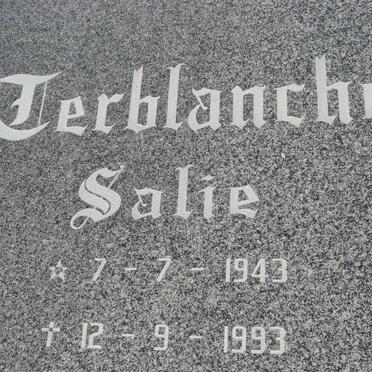 Terblanch
Salie
☆ 7 - 7 - 1943
† 12 - 9 - 1993